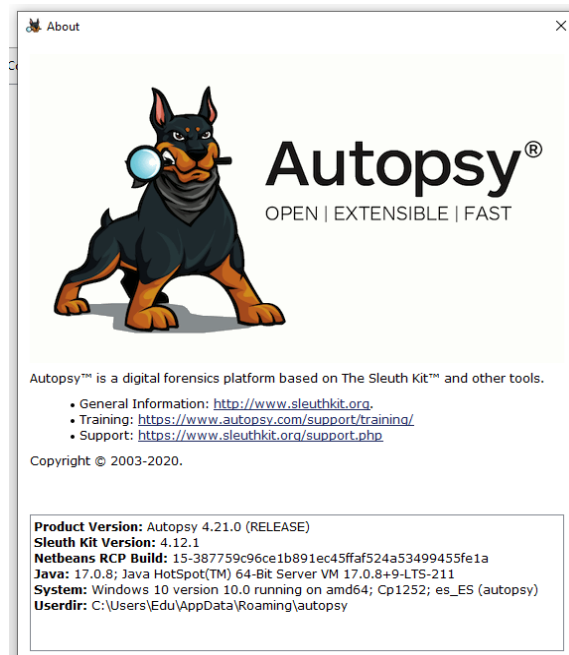 About
Autopsy®
OPEN | EXTENSIBLE | FAST
Autopsy™ is a digital forensics platform based on The Sleuth Kit™ and other tools.
• General Information: http://www.sleuthkit.org.
• Training: https://www.autopsy.com/support/training/
• Support: https://www.sleuthkit.org/support.php
Copyright © 2003-2020.
Product Version: Autopsy 4.21.0 (RELEASE)
Sleuth Kit Version: 4.12.1
Netbeans RCP Build: 15-387759c96ce1b891ec45ffaf524a53499455fe1a
Java: 17.0.8; Java HotSpot(TM) 64-Bit Server VM 17.0.8+9-LTS-211
System: Windows 10 version 10.0 running on amd64; Cp1252; es_ES (autopsy)
Userdir: C:\Users\Edu\AppData\Roaming\autopsy